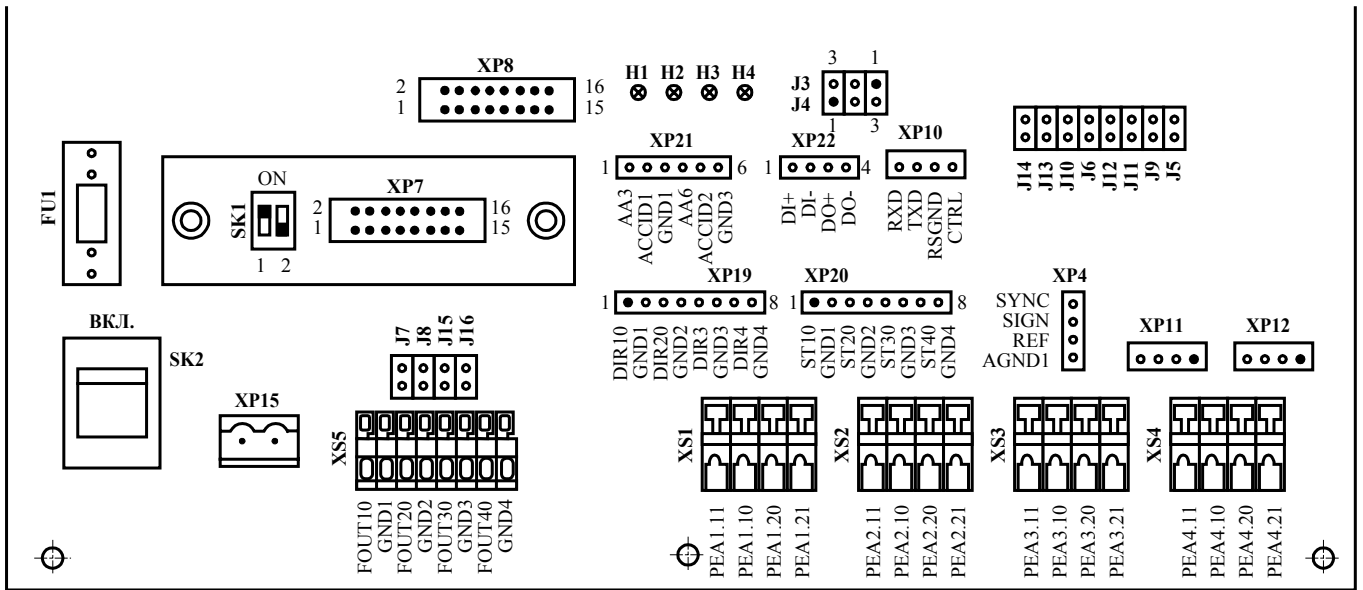 XP8
2 16
1 15
H1 H2 H3 H4
3 1
J3
J4
1 3
J14
J13
J10
J6
J12
J11
J9
J5
FU1
SK1
ON
1 2
XP7
2 16
1 15
XP21
1 6
AA3
ACCID1
GND1
AA6
ACCID2
GND3
XP22
1 4
DI+
DI-
DO+
DO-
XP10
RXD
TXD
RSGND
CTRL
XP19
1 8
DIR10
GND1
DIR20
GND2
DIR3
GND3
DIR4
GND4
XP20
1 8
ST10
GND1
ST20
GND2
ST30
GND3
ST40
GND4
XP4
SYNC
SIGN
REF
AGND1
XP11
XP12
ВКЛ.
SK2
XP15
J7
J8
J15
J16
XS5
FOUT10
GND1
FOUT20
GND2
FOUT30
GND3
FOUT40
GND4
XS1
PEA1.11
PEA1.10
PEA1.20
PEA1.21
XS2
PEA2.11
PEA2.10
PEA2.20
PEA2.21
XS3
PEA3.11
PEA3.10
PEA3.20
PEA3.21
XS4
PEA4.11
PEA4.10
PEA4.20
PEA4.21